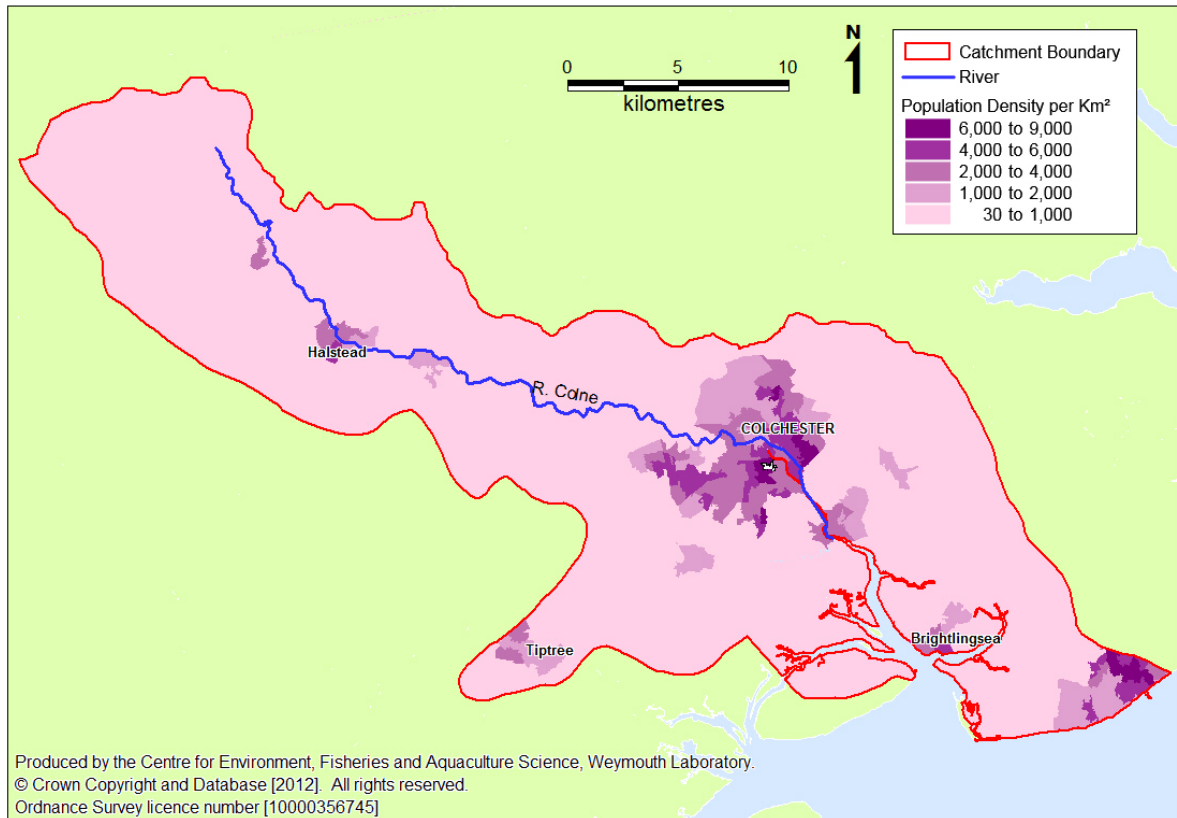 N
0 5 10
kilometres
Catchment Boundary
River
Population Density per Km²
6,000 to 9,000
4,000 to 6,000
2,000 to 4,000
1,000 to 2,000
30 to 1,000
Halstead
R. Colne
COLCHESTER
Tiptree
Brightlingsea
Produced by the Centre for Environment, Fisheries and Aquaculture Science, Weymouth Laboratory.
© Crown Copyright and Database [2012]. All rights reserved.
Ordnance Survey licence number [10000356745]